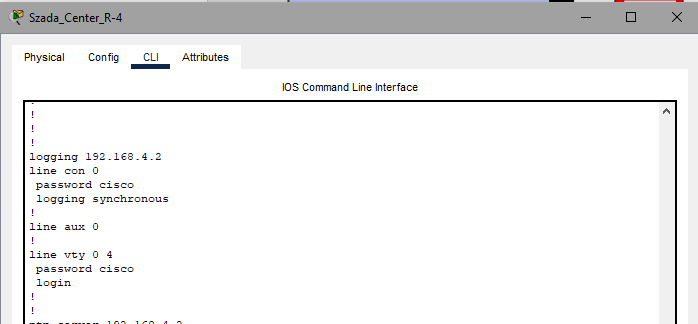 Szada_Center_R-4
Physical Config CLI Attributes
IOS Command Line Interface
!
!
!
!
logging 192.168.4.2
line con 0
password cisco
logging synchronous
!
line aux 0
!
line vty 0 4
password cisco
login
!
!
ntp server 192.168.4.2